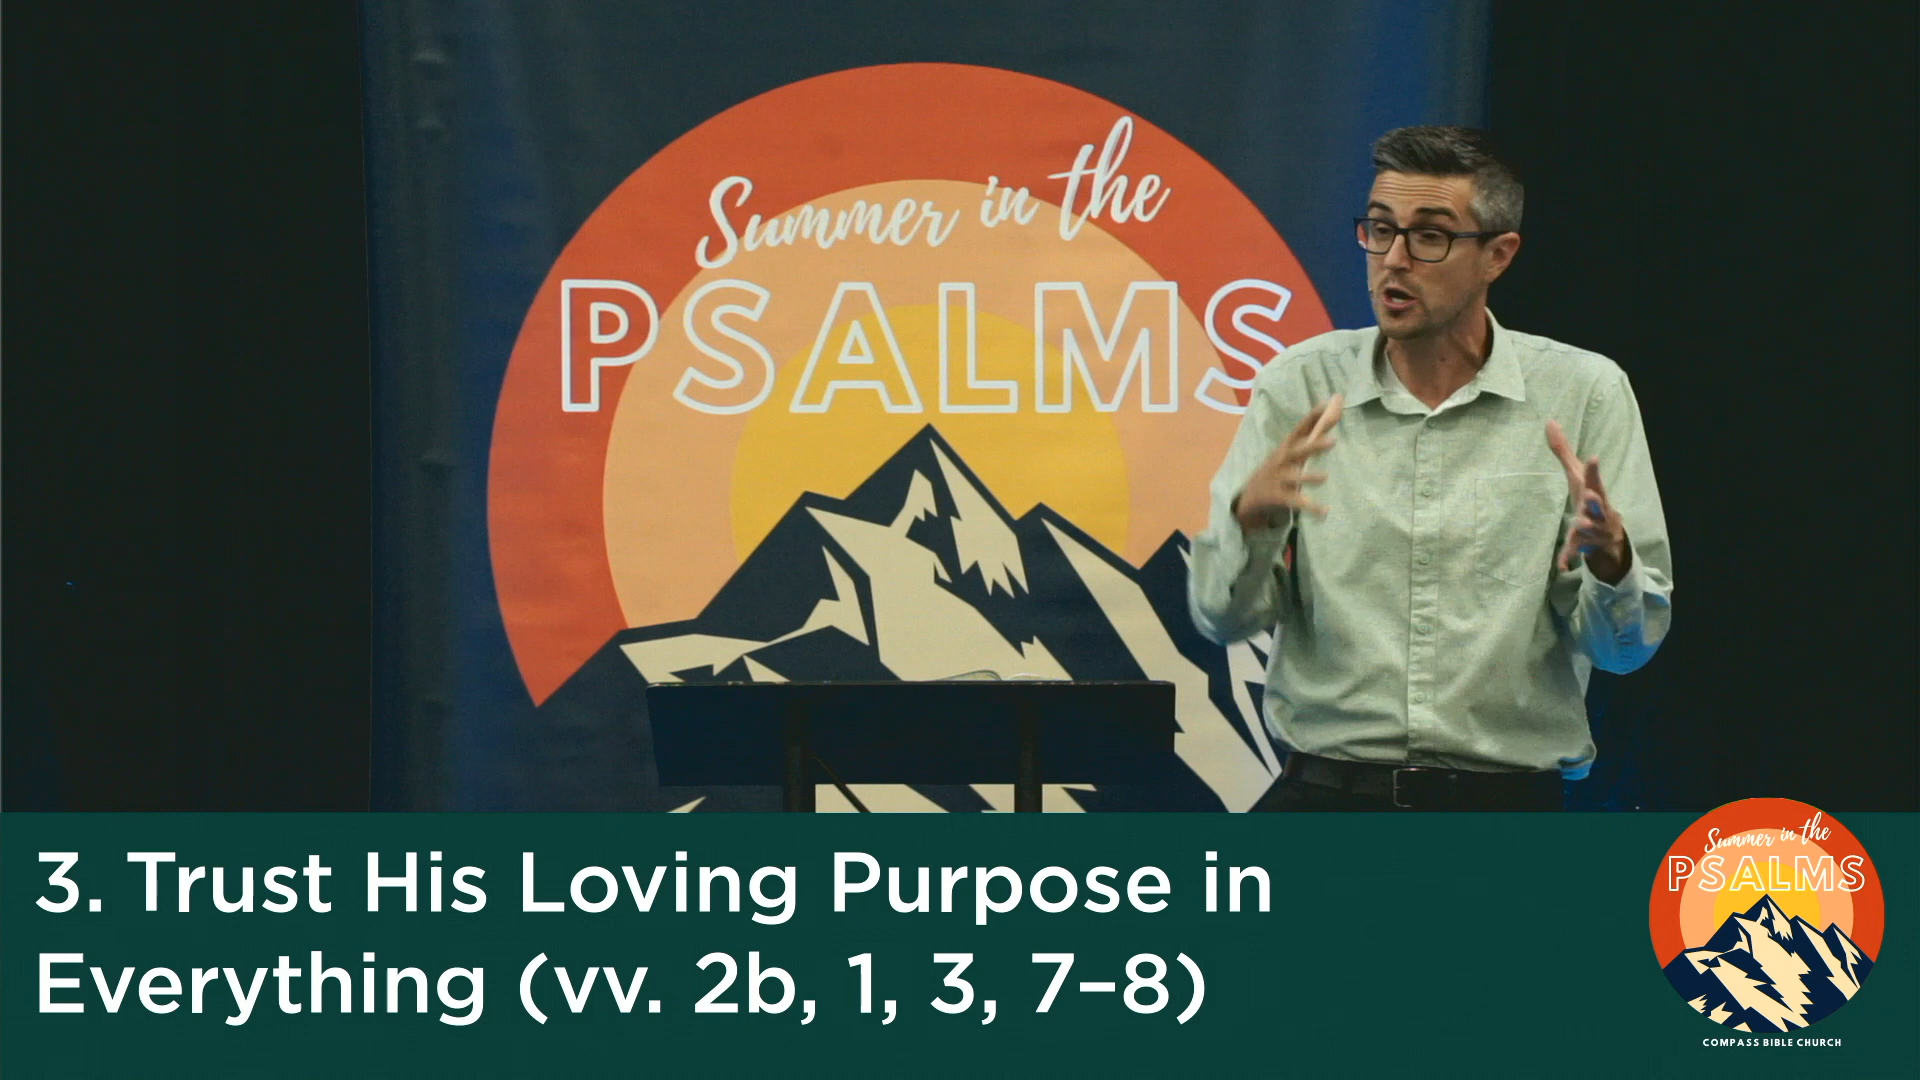 Summer in the
PSALMS
3. Trust His Loving Purpose in
Everything (vv. 2b, 1, 3, 7–8)
Summer in the
PSALMS
COMPASS BIBLE CHURCH